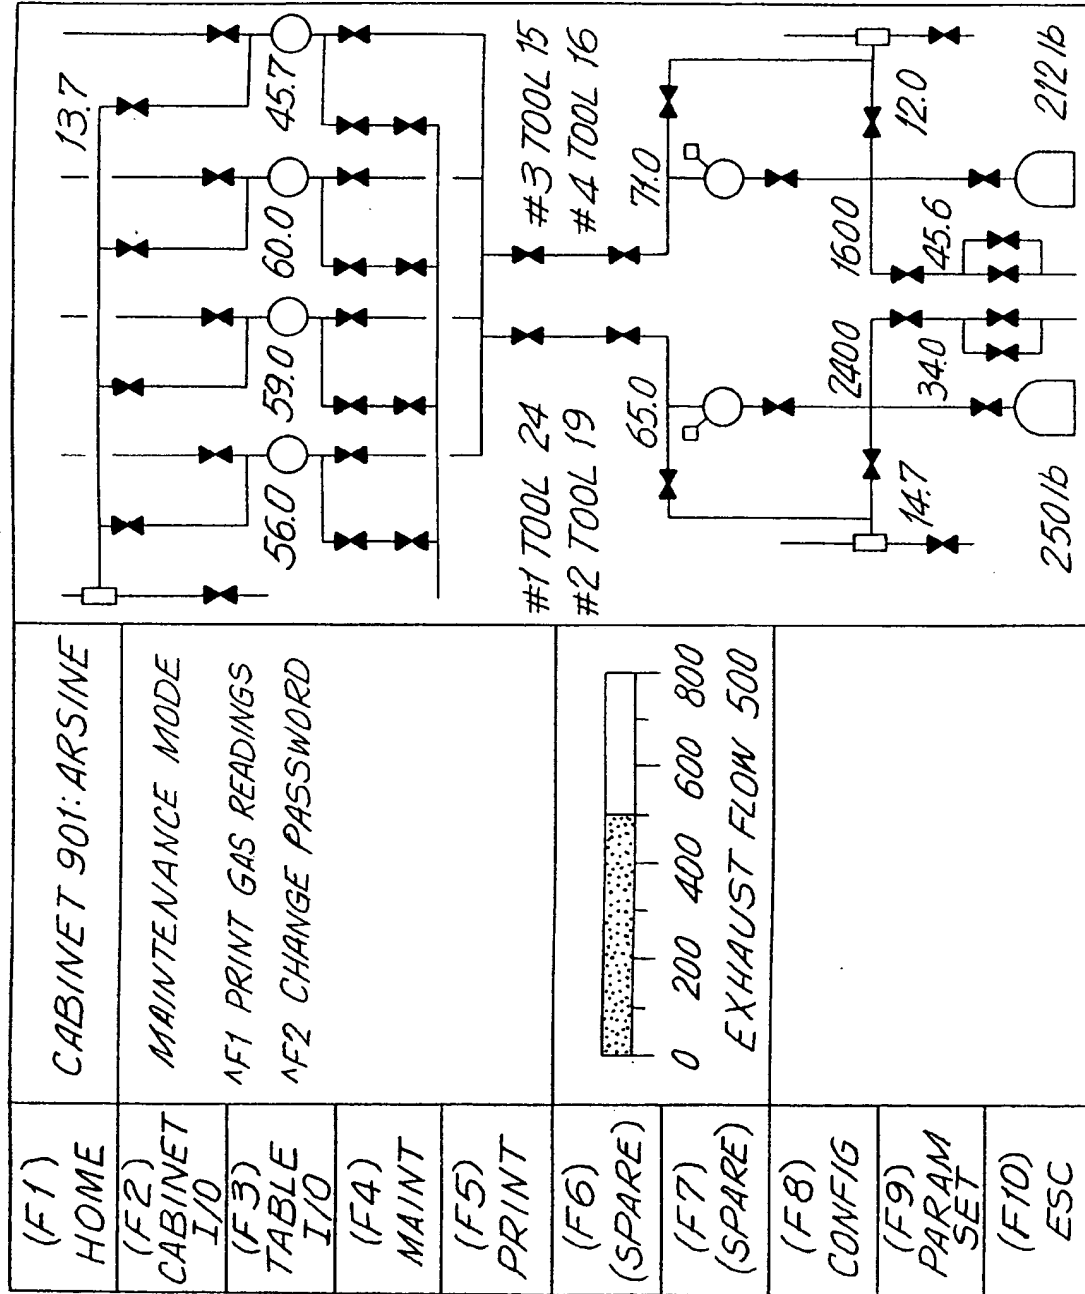 (F1)
HOME
(F2)
CABINET
I/O
(F3)
TABLE
I/O
(F4)
MAINT
(F5)
PRINT
(F6)
(SPARE)
(F7)
(SPARE)
(F8)
CONFIG
(F9)
PARAM
SET
(F10)
ESC
CABINET 901: ARSINE
MAINTENANCE MODE
^F1 PRINT GAS READINGS
^F2 CHANGE PASSWORD
0 200 400 600 800
EXHAUST FLOW 500
13.7
56.0
59.0
60.0
45.7
#1 TOOL 24
#2 TOOL 19
#3 TOOL 15
#4 TOOL 16
65.0
71.0
2400
1600
14.7
34.0
45.6
12.0
250 lb
212 lb